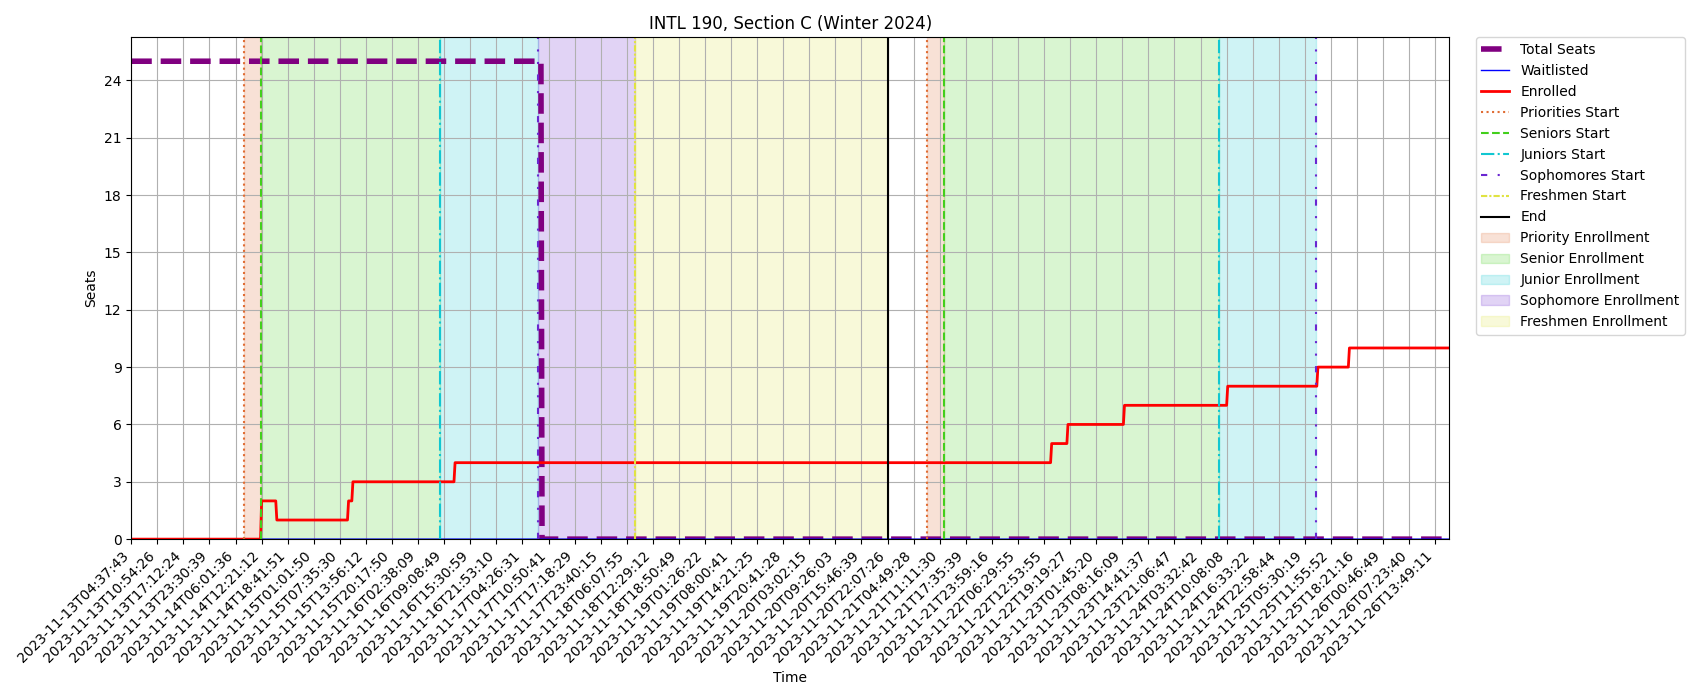 INTL 190, Section C (Winter 2024)
Seats
24
21
18
15
12
9
6
3
0
2023-11-13T04:37:43
2023-11-13T10:54:26
2023-11-13T17:12:24
2023-11-13T23:30:39
2023-11-14T06:01:36
2023-11-14T12:21:12
2023-11-14T18:41:51
2023-11-15T01:01:50
2023-11-15T07:35:30
2023-11-15T13:56:12
2023-11-15T20:17:50
2023-11-16T02:38:09
2023-11-16T09:08:49
2023-11-16T15:30:59
2023-11-16T21:53:10
2023-11-17T04:26:31
2023-11-17T10:50:41
2023-11-17T17:18:29
2023-11-17T23:40:15
2023-11-18T06:07:55
2023-11-18T12:29:12
2023-11-18T18:50:49
2023-11-19T01:26:22
2023-11-19T08:00:41
2023-11-19T14:21:25
2023-11-19T20:41:28
2023-11-20T03:02:15
2023-11-20T09:26:03
2023-11-20T15:46:39
2023-11-20T22:07:26
2023-11-21T04:49:28
2023-11-21T11:11:30
2023-11-21T17:35:39
2023-11-21T23:59:16
2023-11-22T06:29:55
2023-11-22T12:53:55
2023-11-22T19:19:27
2023-11-23T01:45:20
2023-11-23T08:16:09
2023-11-23T14:41:37
2023-11-23T21:06:47
2023-11-24T03:32:42
2023-11-24T10:08:08
2023-11-24T16:33:22
2023-11-24T22:58:44
2023-11-25T05:30:19
2023-11-25T11:55:52
2023-11-25T18:21:16
2023-11-26T00:46:49
2023-11-26T07:23:40
2023-11-26T13:49:11
Time
Total Seats
Waitlisted
Enrolled
Priorities Start
Seniors Start
Juniors Start
Sophomores Start
Freshmen Start
End
Priority Enrollment
Senior Enrollment
Junior Enrollment
Sophomore Enrollment
Freshmen Enrollment